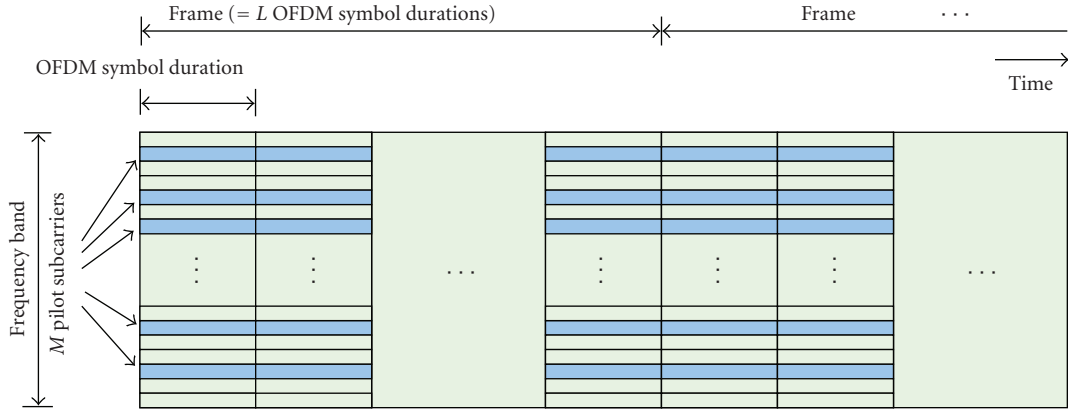 Frame (= L OFDM symbol durations)
Frame
· · ·
OFDM symbol duration
Time
Frequency band
M pilot subcarriers